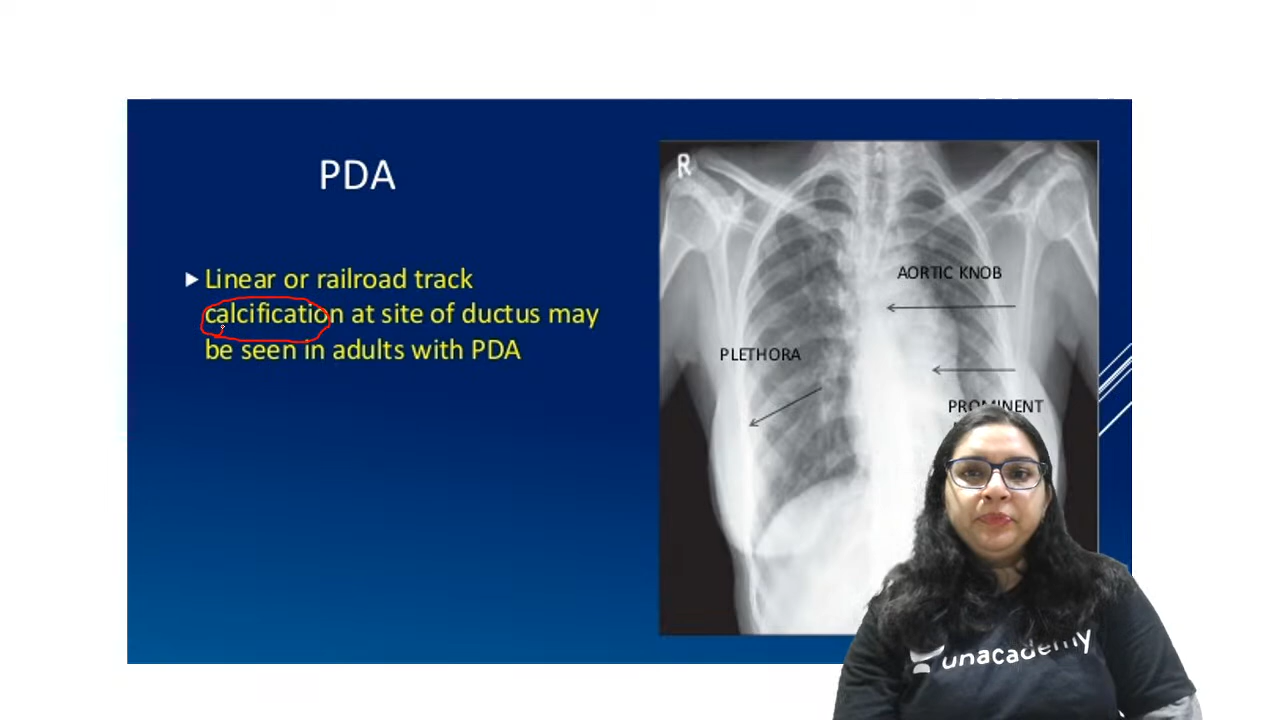 PDA
Linear or railroad track
calcification at site of ductus may
be seen in adults with PDA
R
AORTIC KNOB
PLETHORA
PROMINENT
unacademy